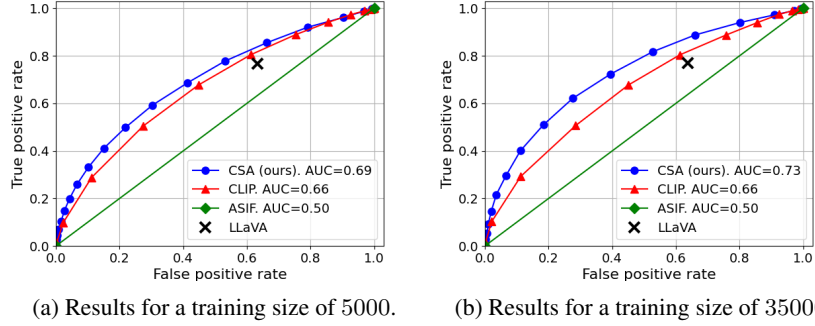 1.0
0.8
0.6
0.4
0.2
0.0
True positive rate
0.0 0.2 0.4 0.6 0.8 1.0
False positive rate
CSA (ours). AUC=0.69
CLIP. AUC=0.66
ASIF. AUC=0.50
LLaVA
(a) Results for a training size of 5000.
1.0
0.8
0.6
0.4
0.2
0.0
True positive rate
0.0 0.2 0.4 0.6 0.8 1.0
False positive rate
CSA (ours). AUC=0.73
CLIP. AUC=0.66
ASIF. AUC=0.50
LLaVA
(b) Results for a training size of 3500